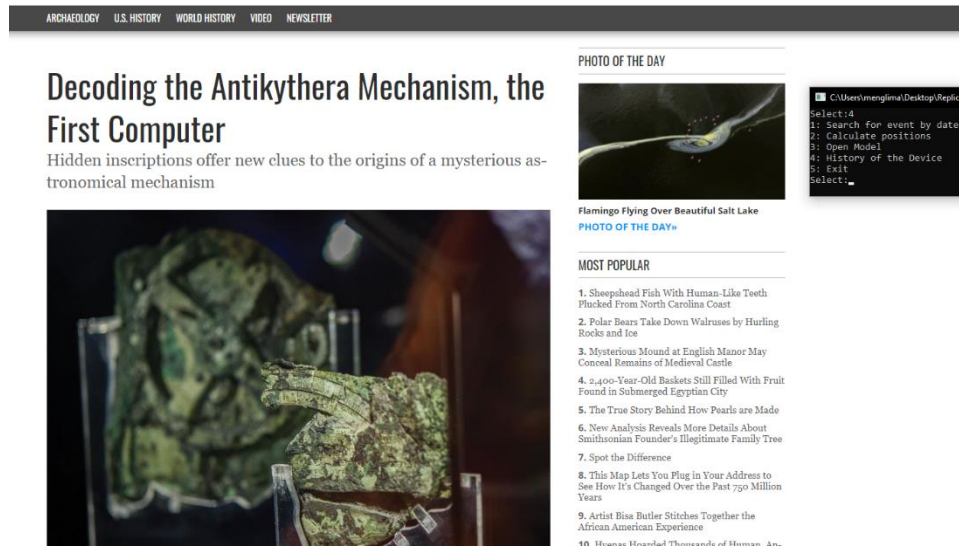 ARCHAEOLOGY U.S. HISTORY WORLD HISTORY VIDEO NEWSLETTER
Decoding the Antikythera Mechanism, the
First Computer
Hidden inscriptions offer new clues to the origins of a mysterious as-
tronomical mechanism
PHOTO OF THE DAY
Flamingo Flying Over Beautiful Salt Lake
PHOTO OF THE DAY»
MOST POPULAR
1. Sheepshead Fish With Human-Like Teeth
Plucked From North Carolina Coast
2. Polar Bears Take Down Walruses by Hurling
Rocks and Ice
3. Mysterious Mound at English Manor May
Conceal Remains of Medieval Castle
4. 2,400-Year-Old Baskets Still Filled With Fruit
Found in Submerged Egyptian City
5. The True Story Behind How Pearls are Made
6. New Analysis Reveals More Details About
Smithsonian Founder's Illegitimate Family Tree
7. Spot the Difference
8. This Map Lets You Plug in Your Address to
See How It's Changed Over the Past 750 Million
Years
9. Artist Bisa Butler Stitches Together the
African American Experience
10. Hyenas Hoarded Thousands of Human, An-
C:\Users\menglima\Desktop\Replic
Select:4
1: Search for event by date
2: Calculate positions
3: Open Model
4: History of the Device
5: Exit
Select: